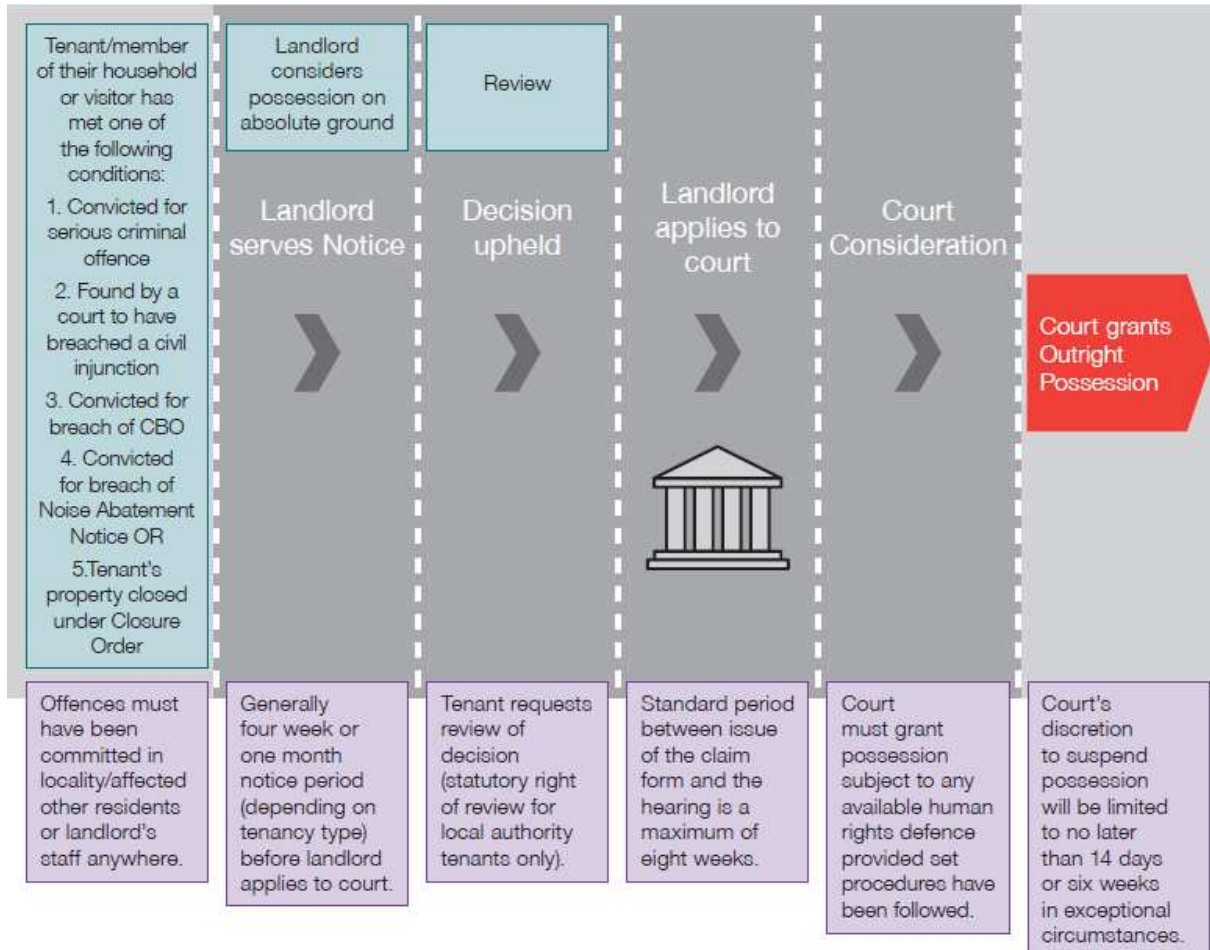 Tenant/member
of their household
or visitor has
met one of
the following
conditions:
1. Convicted for
serious criminal
offence
2. Found by a
court to have
breached a civil
injunction
3. Convicted for
breach of CBO
4. Convicted
for breach of
Noise Abatement
Notice OR
5.Tenant's
property closed
under Closure
Order
Offences must
have been
committed in
locality/affected
other residents
or landlord's
staff anywhere.
Landlord
considers
possession on
absolute ground
Landlord
serves Notice
Generally
four week or
one month
notice period
(depending on
tenancy type)
before landlord
applies to court.
Review
Decision
upheld
Tenant requests
review of
decision
(statutory right
of review for
local authority
tenants only).
Landlord
applies to
court
Standard period
between issue
of the claim
form and the
hearing is a
maximum of
eight weeks.
Court
Consideration
Court
must grant
possession
subject to any
available human
rights defence
provided set
procedures have
been followed.
Court grants
Outright
Possession
Court's
discretion
to suspend
possession
will be limited
to no later
than 14 days
or six weeks
in exceptional
circumstances.